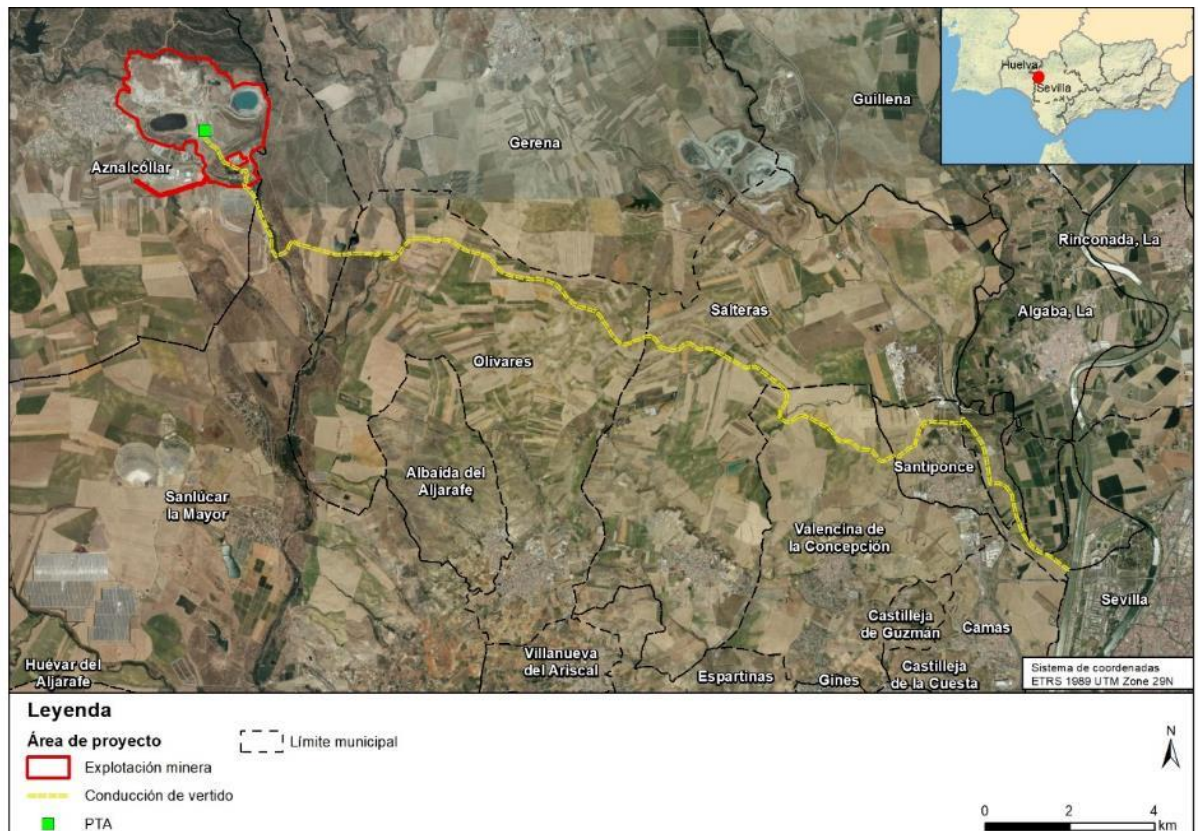 Huelva
Sevilla
Guillena
Gerena
Aznalcóllar
Rinconada, La
Algaba, La
Salteras
Olivares
Albaida del
Aljarafe
Santiponce
Sanlúcar
la Mayor
Valencina de
la Concepción
Sevilla
Castilleja
de Guzmán
Camas
Huévar del
Aljarafe
Villanueva
del Ariscal
Espartinas
Gines
Castilleja
de la Cuesta
Sistema de coordenadas
ETRS 1989 UTM Zone 29N
Leyenda
Área de proyecto
Límite municipal
Explotación minera
Conducción de vertido
PTA
N
0 2 4
km